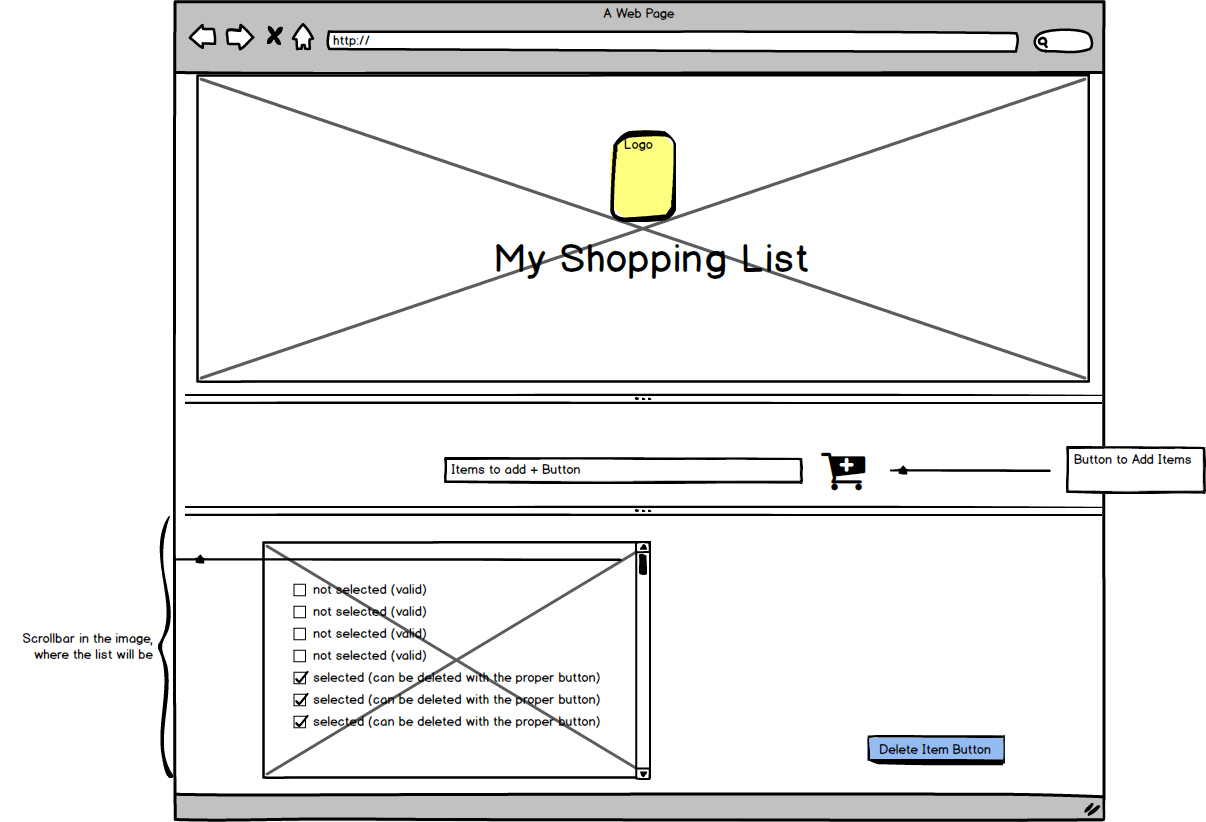 A Web Page
http://
Logo
My Shopping List
Items to add + Button
Button to Add Items
Scrollbar in the image,
where the list will be
not selected (valid)
not selected (valid)
not selected (valid)
not selected (valid)
selected (can be deleted with the proper button)
selected (can be deleted with the proper button)
selected (can be deleted with the proper button)
Delete Item Button